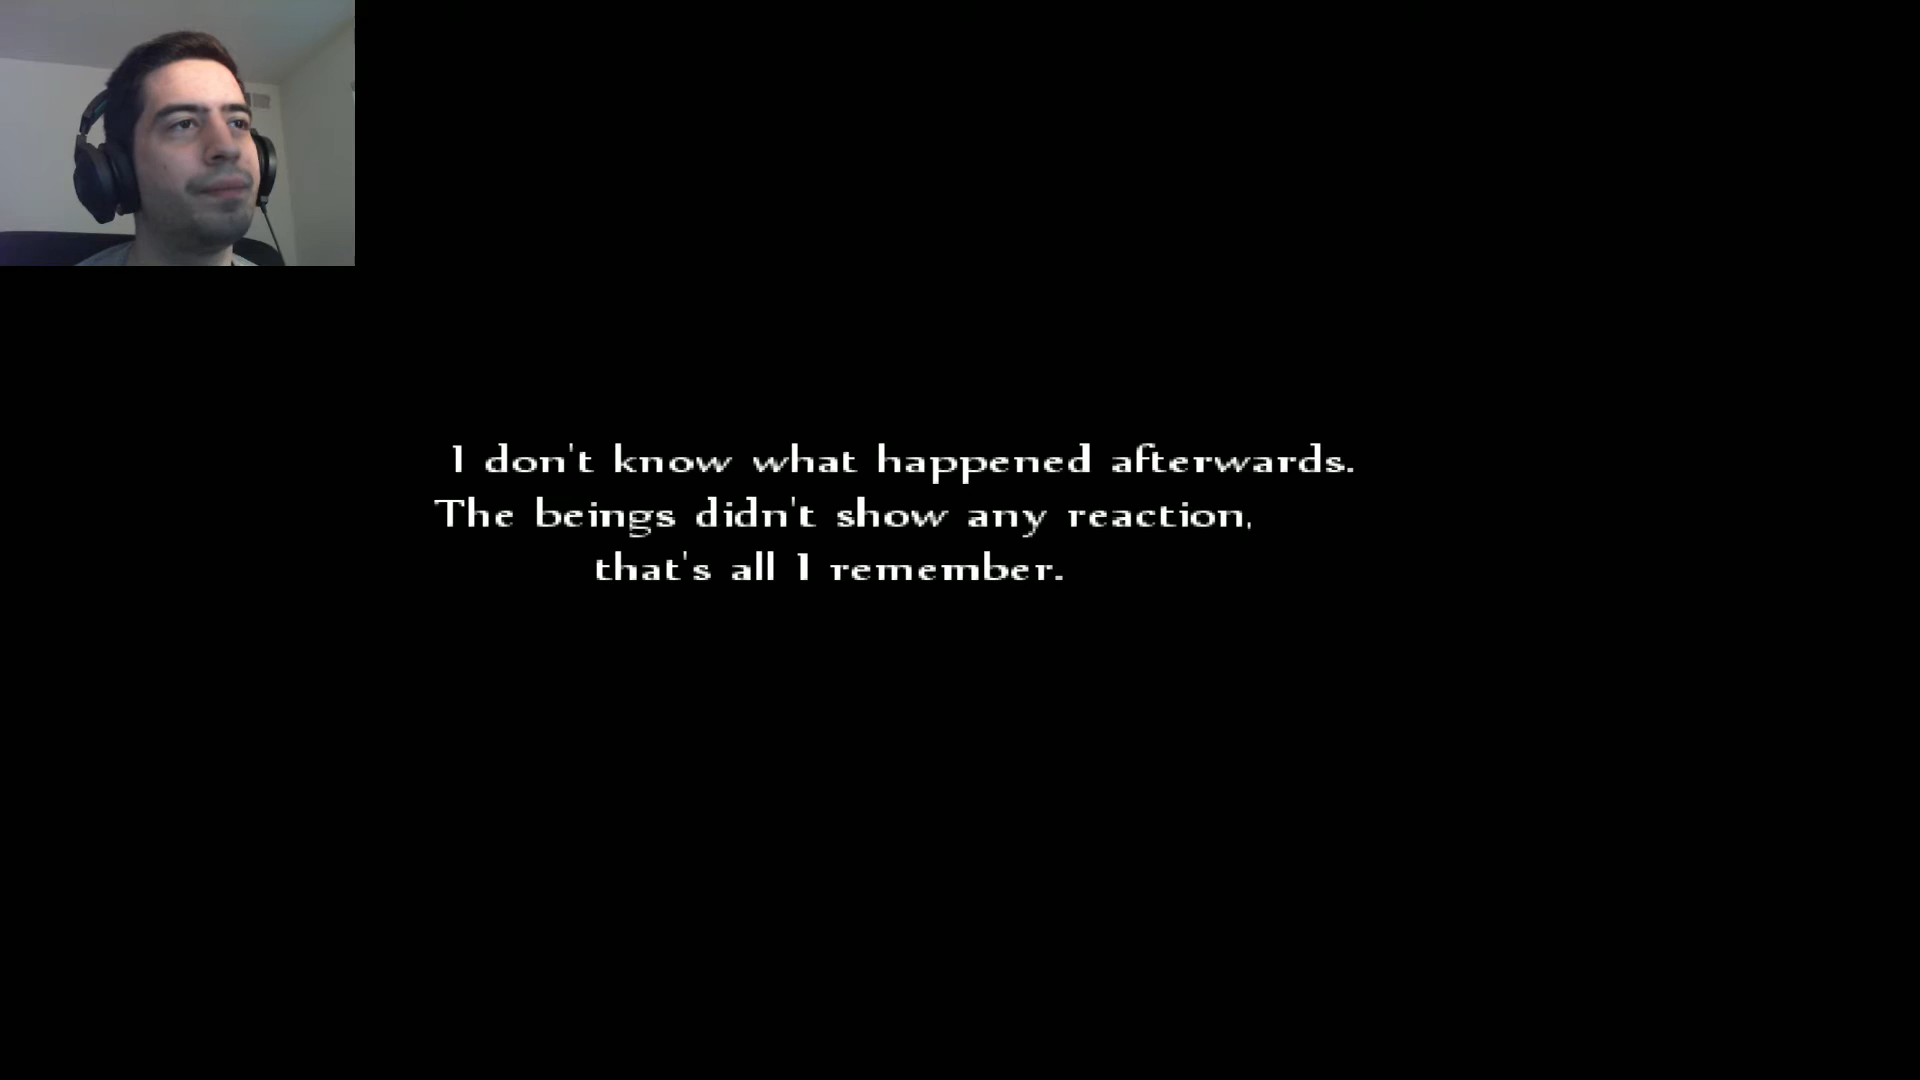 I don't know what happened afterwards.
The beings didn't show any reaction,
that's all I remember.